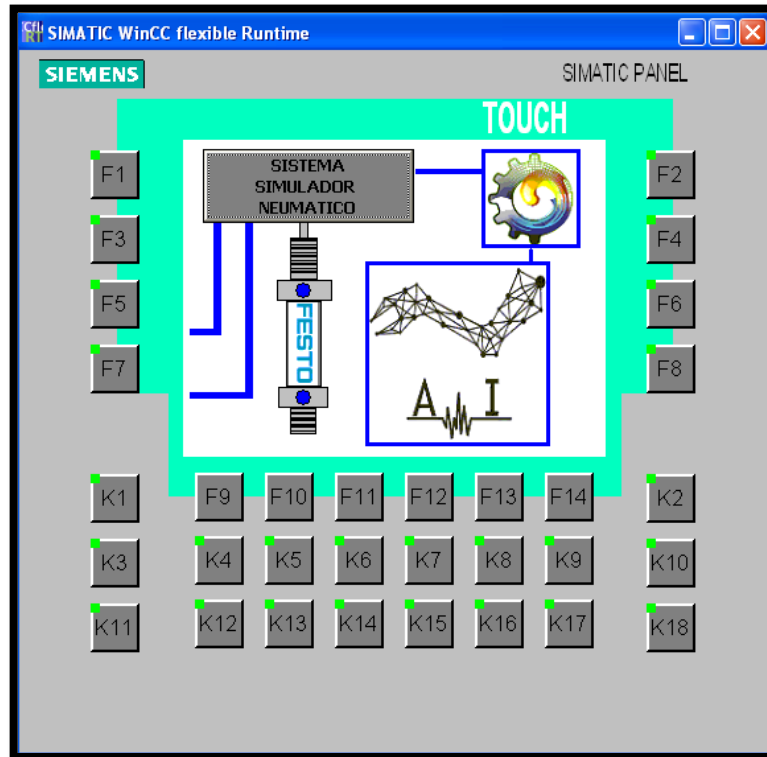 SIMATIC WinCC flexible Runtime
SIEMENS
SIMATIC PANEL
TOUCH
SISTEMA
SIMULADOR
NEUMATICO
FESTO
A I
F1
F2
F3
F4
F5
F6
F7
F8
K1
F9 F10 F11 F12 F13 F14
K2
K3
K4 K5 K6 K7 K8 K9
K10
K11
K12 K13 K14 K15 K16 K17
K18